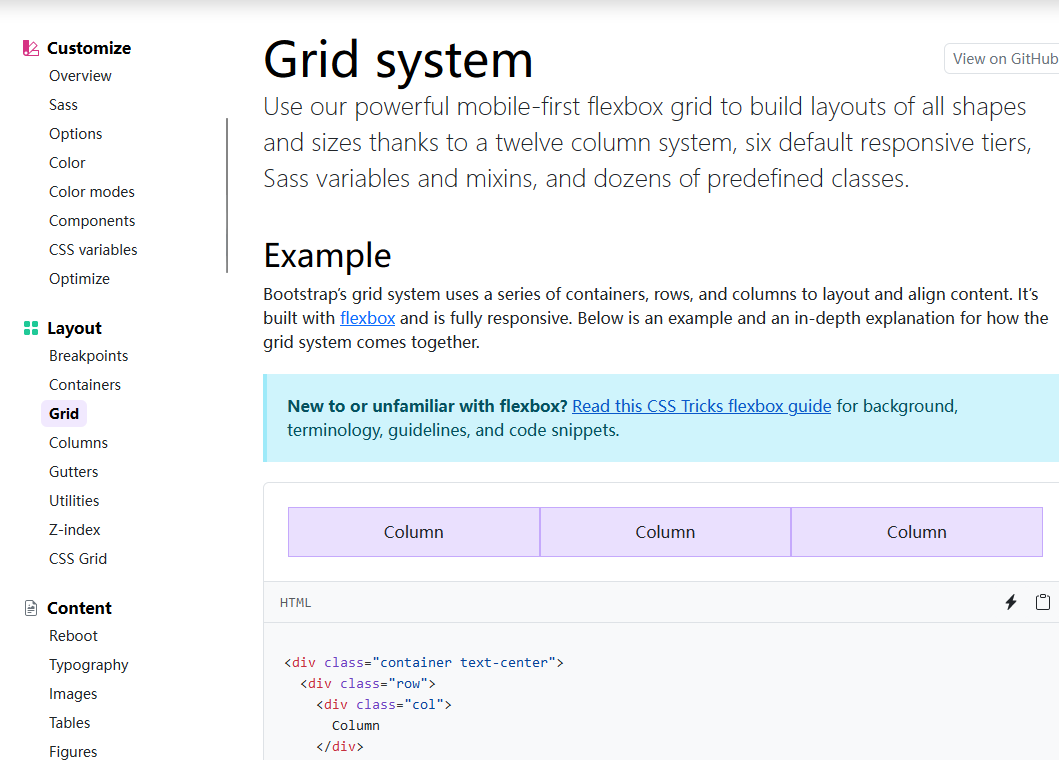 Customize
Overview
Sass
Options
Color
Color modes
Components
CSS variables
Optimize
Layout
Breakpoints
Containers
Grid
Columns
Gutters
Utilities
Z-index
CSS Grid
Content
Reboot
Typography
Images
Tables
Figures
Grid system
View on GitHub
Use our powerful mobile-first flexbox grid to build layouts of all shapes
and sizes thanks to a twelve column system, six default responsive tiers,
Sass variables and mixins, and dozens of predefined classes.
Example
Bootstrap’s grid system uses a series of containers, rows, and columns to layout and align content. It’s
built with flexbox and is fully responsive. Below is an example and an in-depth explanation for how the
grid system comes together.
New to or unfamiliar with flexbox? Read this CSS Tricks flexbox guide for background,
terminology, guidelines, and code snippets.
Column Column Column
HTML
<div class="container text-center">
  <div class="row">
    <div class="col">
      Column
    </div>